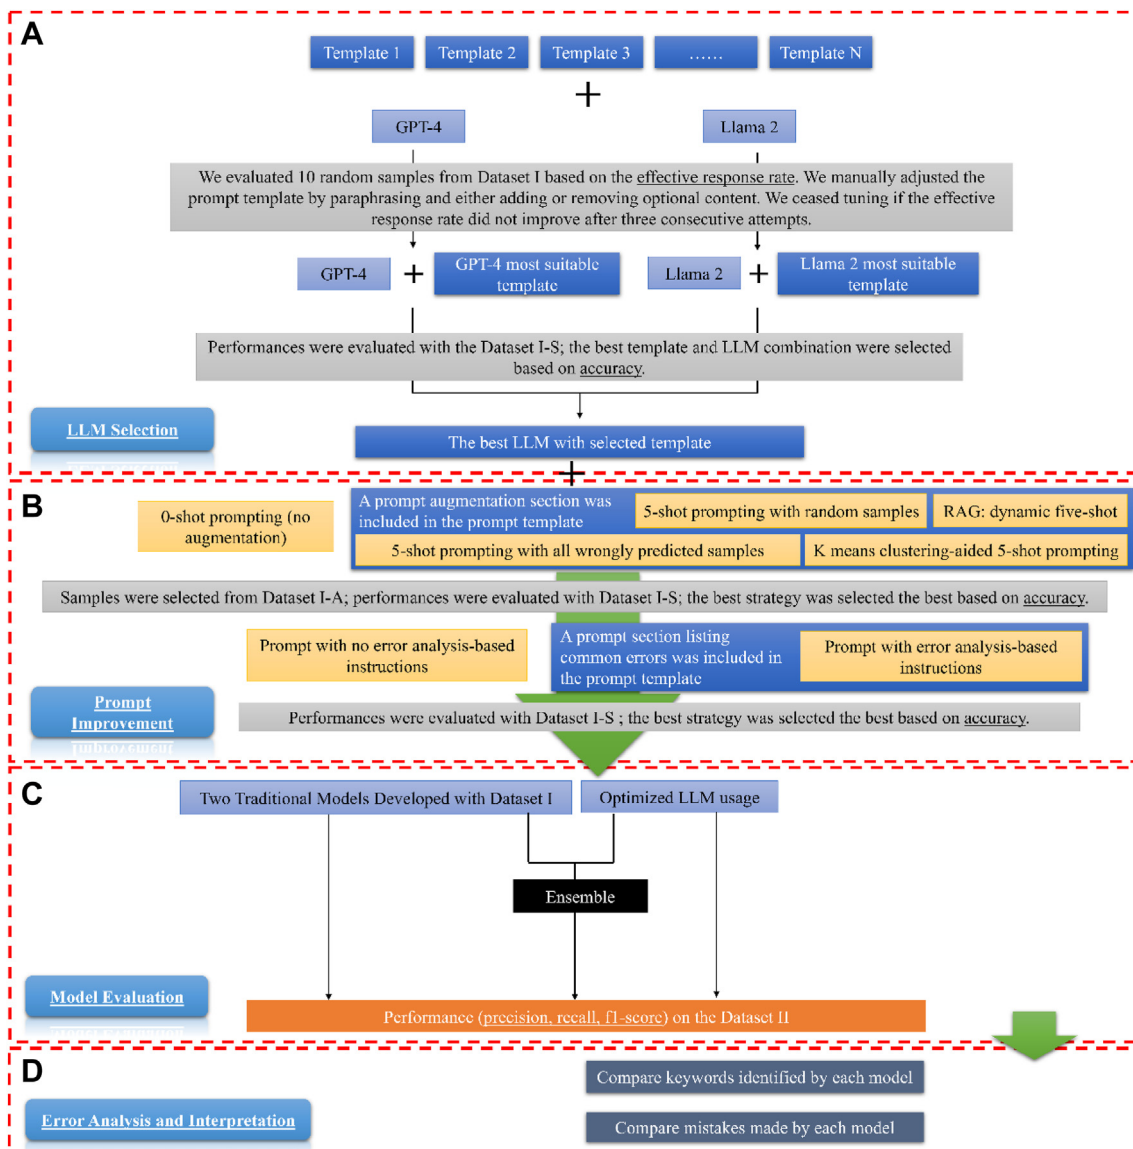 A
Template 1
Template 2
Template 3
......
Template N
+
GPT-4
Llama 2
We evaluated 10 random samples from Dataset I based on the effective response rate. We manually adjusted the
prompt template by paraphrasing and either adding or removing optional content. We ceased tuning if the effective
response rate did not improve after three consecutive attempts.
GPT-4
+
GPT-4 most suitable
template
Llama 2
+
Llama 2 most suitable
template
Performances were evaluated with the Dataset I-S; the best template and LLM combination were selected
based on accuracy.
LLM Selection
The best LLM with selected template
+
B
0-shot prompting (no
augmentation)
A prompt augmentation section was
included in the prompt template
5-shot prompting with random samples
RAG: dynamic five-shot
5-shot prompting with all wrongly predicted samples
K means clustering-aided 5-shot prompting
Samples were selected from Dataset I-A; performances were evaluated with Dataset I-S; the best strategy was selected the best based on accuracy.
Prompt with no error analysis-based
instructions
A prompt section listing
common errors was included in
the prompt template
Prompt with error analysis-based
instructions
Prompt
Improvement
Performances were evaluated with Dataset I-S ; the best strategy was selected the best based on accuracy.
C
Two Traditional Models Developed with Dataset I
Optimized LLM usage
Ensemble
Model Evaluation
Performance (precision, recall, f1-score) on the Dataset II
D
Compare keywords identified by each model
Error Analysis and Interpretation
Compare mistakes made by each model